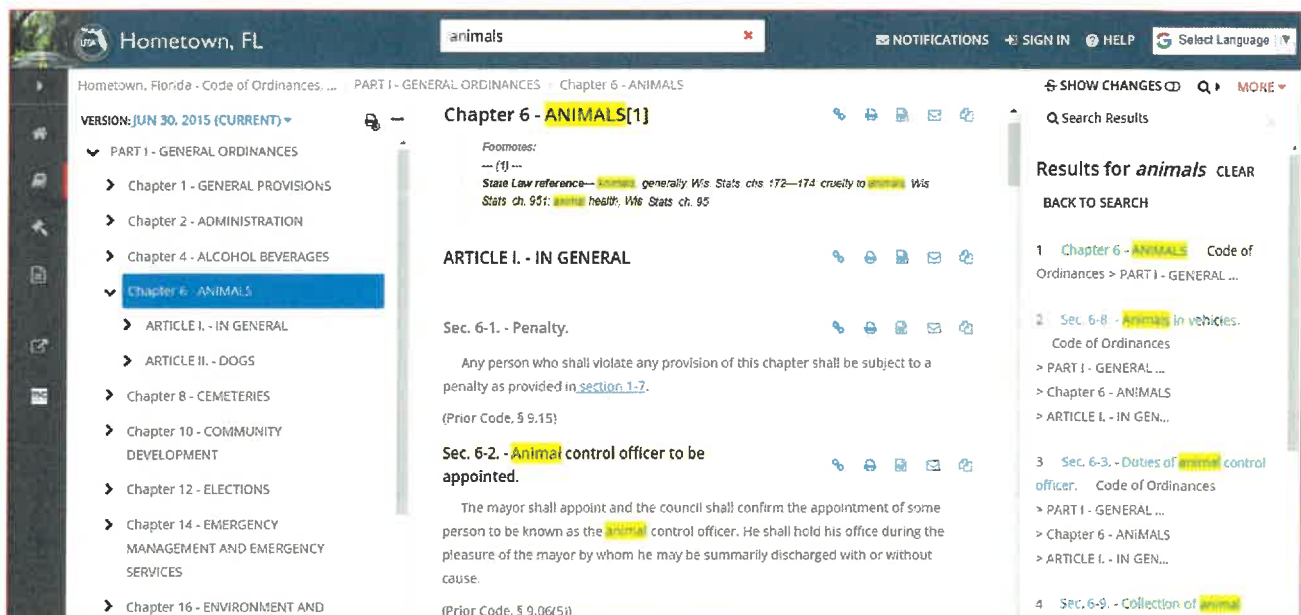 Hometown, FL
animals
NOTIFICATIONS
SIGN IN
HELP
Select Language
Hometown, Florida - Code of Ordinances, ...
PART I - GENERAL ORDINANCES
Chapter 6 - ANIMALS
SHOW CHANGES
MORE
VERSION: JUN 30, 2015 (CURRENT)
PART I - GENERAL ORDINANCES
Chapter 1 - GENERAL PROVISIONS
Chapter 2 - ADMINISTRATION
Chapter 4 - ALCOHOL BEVERAGES
Chapter 6 - ANIMALS
ARTICLE I. - IN GENERAL
ARTICLE II. - DOGS
Chapter 8 - CEMETERIES
Chapter 10 - COMMUNITY
DEVELOPMENT
Chapter 12 - ELECTIONS
Chapter 14 - EMERGENCY
MANAGEMENT AND EMERGENCY
SERVICES
Chapter 16 - ENVIRONMENT AND
Chapter 6 - ANIMALS[1]
Footnotes:
--- (1) ---
State Law reference— Animals, generally, Wis. Stats. chs. 172—174 cruelty to animals, Wis
Stats. ch. 951; animal health, Wis Stats. ch. 95
ARTICLE I. - IN GENERAL
Sec. 6-1. - Penalty.
Any person who shall violate any provision of this chapter shall be subject to a
penalty as provided in section 1-7.
(Prior Code, § 9.15)
Sec. 6-2. - Animal control officer to be
appointed.
The mayor shall appoint and the council shall confirm the appointment of some
person to be known as the animal control officer. He shall hold his office during the
pleasure of the mayor by whom he may be summarily discharged with or without
cause.
(Prior Code, § 9.06(5))
Search Results
Results for animals CLEAR
BACK TO SEARCH
1 Chapter 6 - ANIMALS Code of
Ordinances > PART I - GENERAL ...
2 Sec. 6-8. - Animals in vehicles.
Code of Ordinances
> PART I - GENERAL ...
> Chapter 6 - ANIMALS
> ARTICLE I. - IN GEN...
3 Sec. 6-3. - Duties of animal control
officer. Code of Ordinances
> PART I - GENERAL ...
> Chapter 6 - ANIMALS
> ARTICLE I. - IN GEN...
4 Sec. 6-9. - Collection of animal